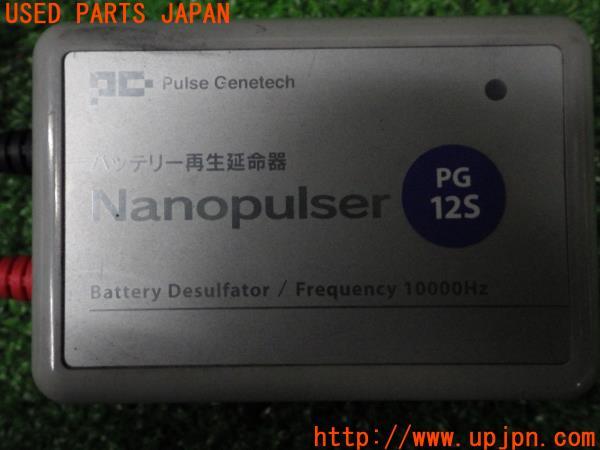 USED PARTS JAPAN
Pulse Genetech
バッテリー再生延命器
Nanopulser
PG
12S
Battery Desulfator / Frequency 10000Hz
http://www.upjpn.com